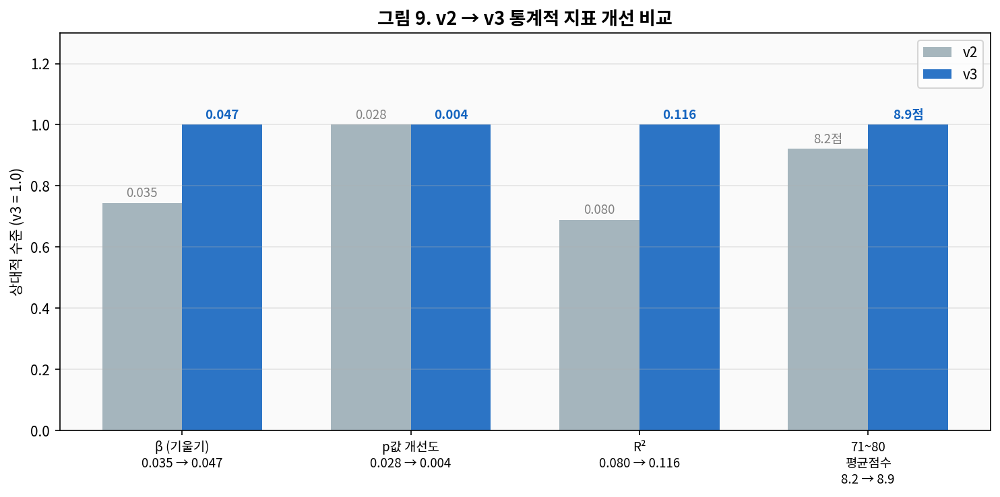 그림 9. v2 → v3 통계적 지표 개선 비교
v2
v3
상대적 수준 (v3 = 1.0)
1.2
1.0
0.8
0.6
0.4
0.2
0.0
0.035
0.047
0.028
0.004
0.080
0.116
8.2점
8.9점
β (기울기)
0.035 → 0.047
p값 개선도
0.028 → 0.004
R²
0.080 → 0.116
71~80
평균점수
8.2 → 8.9